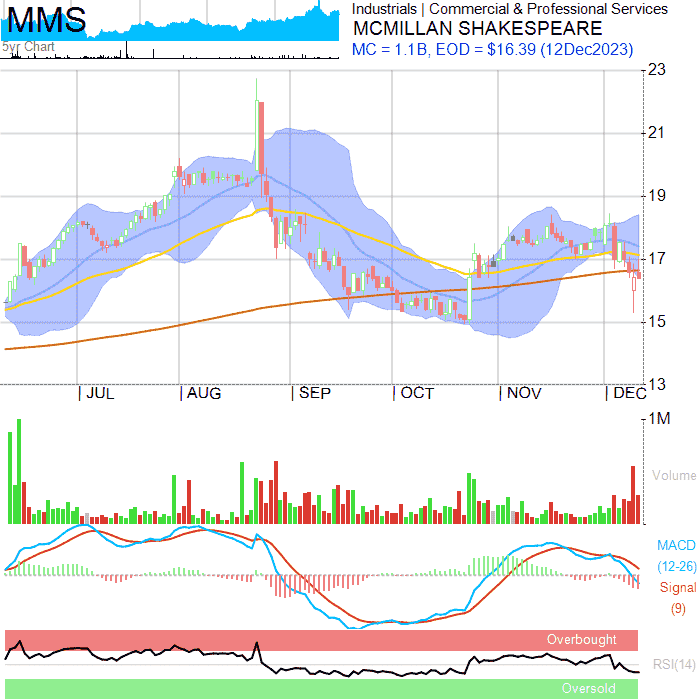 MMS
Industrials | Commercial & Professional Services
MCMILLAN SHAKESPEARE
5yr Chart
MC = 1.1B, EOD = $16.39 (12Dec2023)
23
21
19
17
15
13
| JUL | AUG | SEP | OCT | NOV | DEC
1M
Volume
MACD
(12-26)
Signal
(9)
Overbought
RSI(14)
Oversold